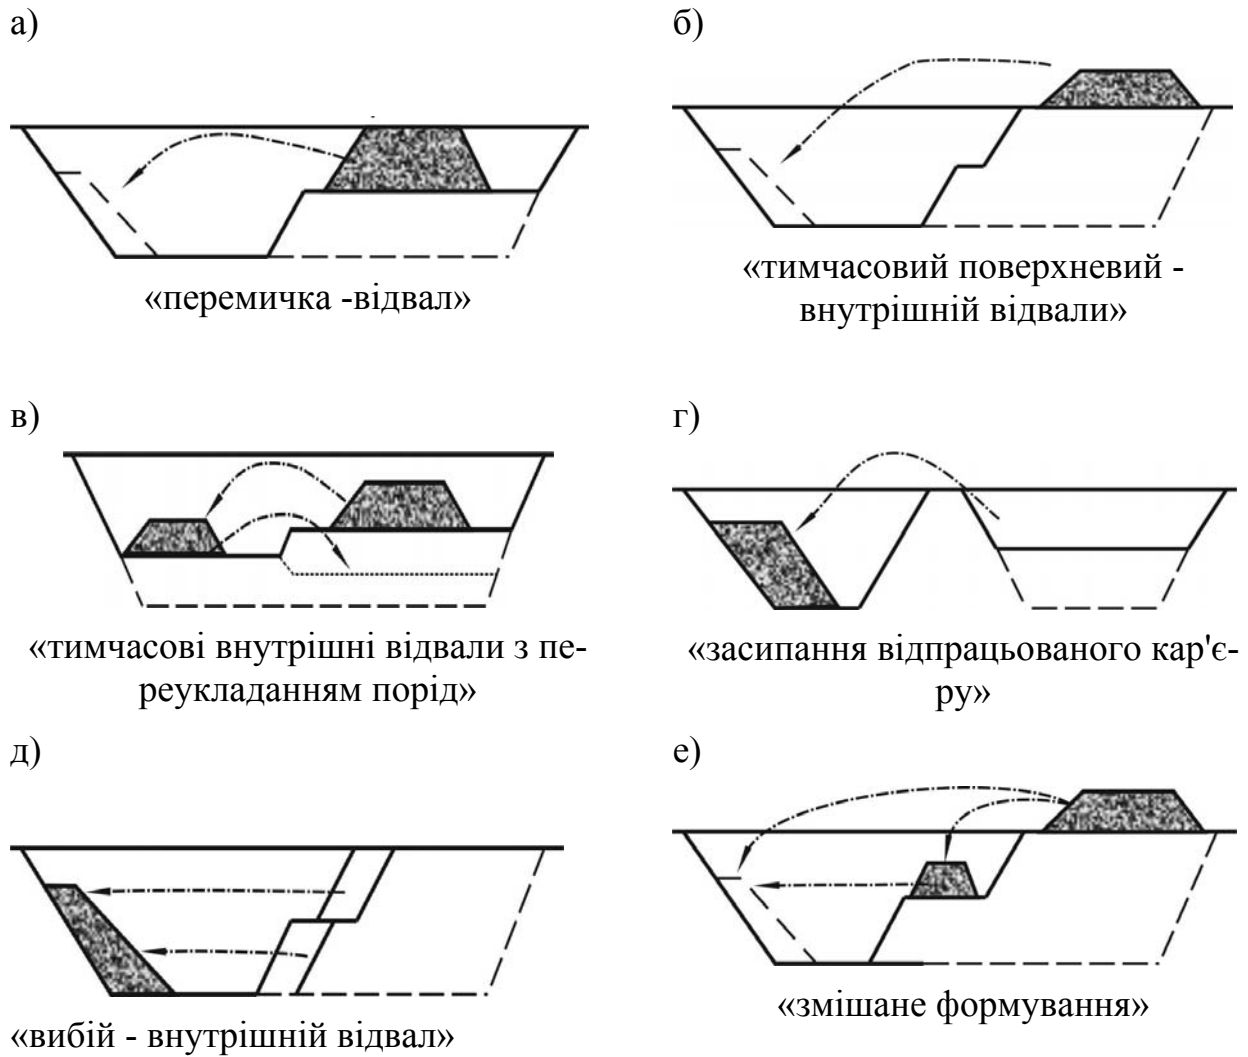 а)
б)
«перемичка -відвал»
«тимчасовий поверхневий -
внутрішній відвали»
в)
г)
«тимчасові внутрішні відвали з пе-
реукладанням порід»
«засипання відпрацьованого кар'є-
ру»
д)
е)
«вибій - внутрішній відвал»
«змішане формування»